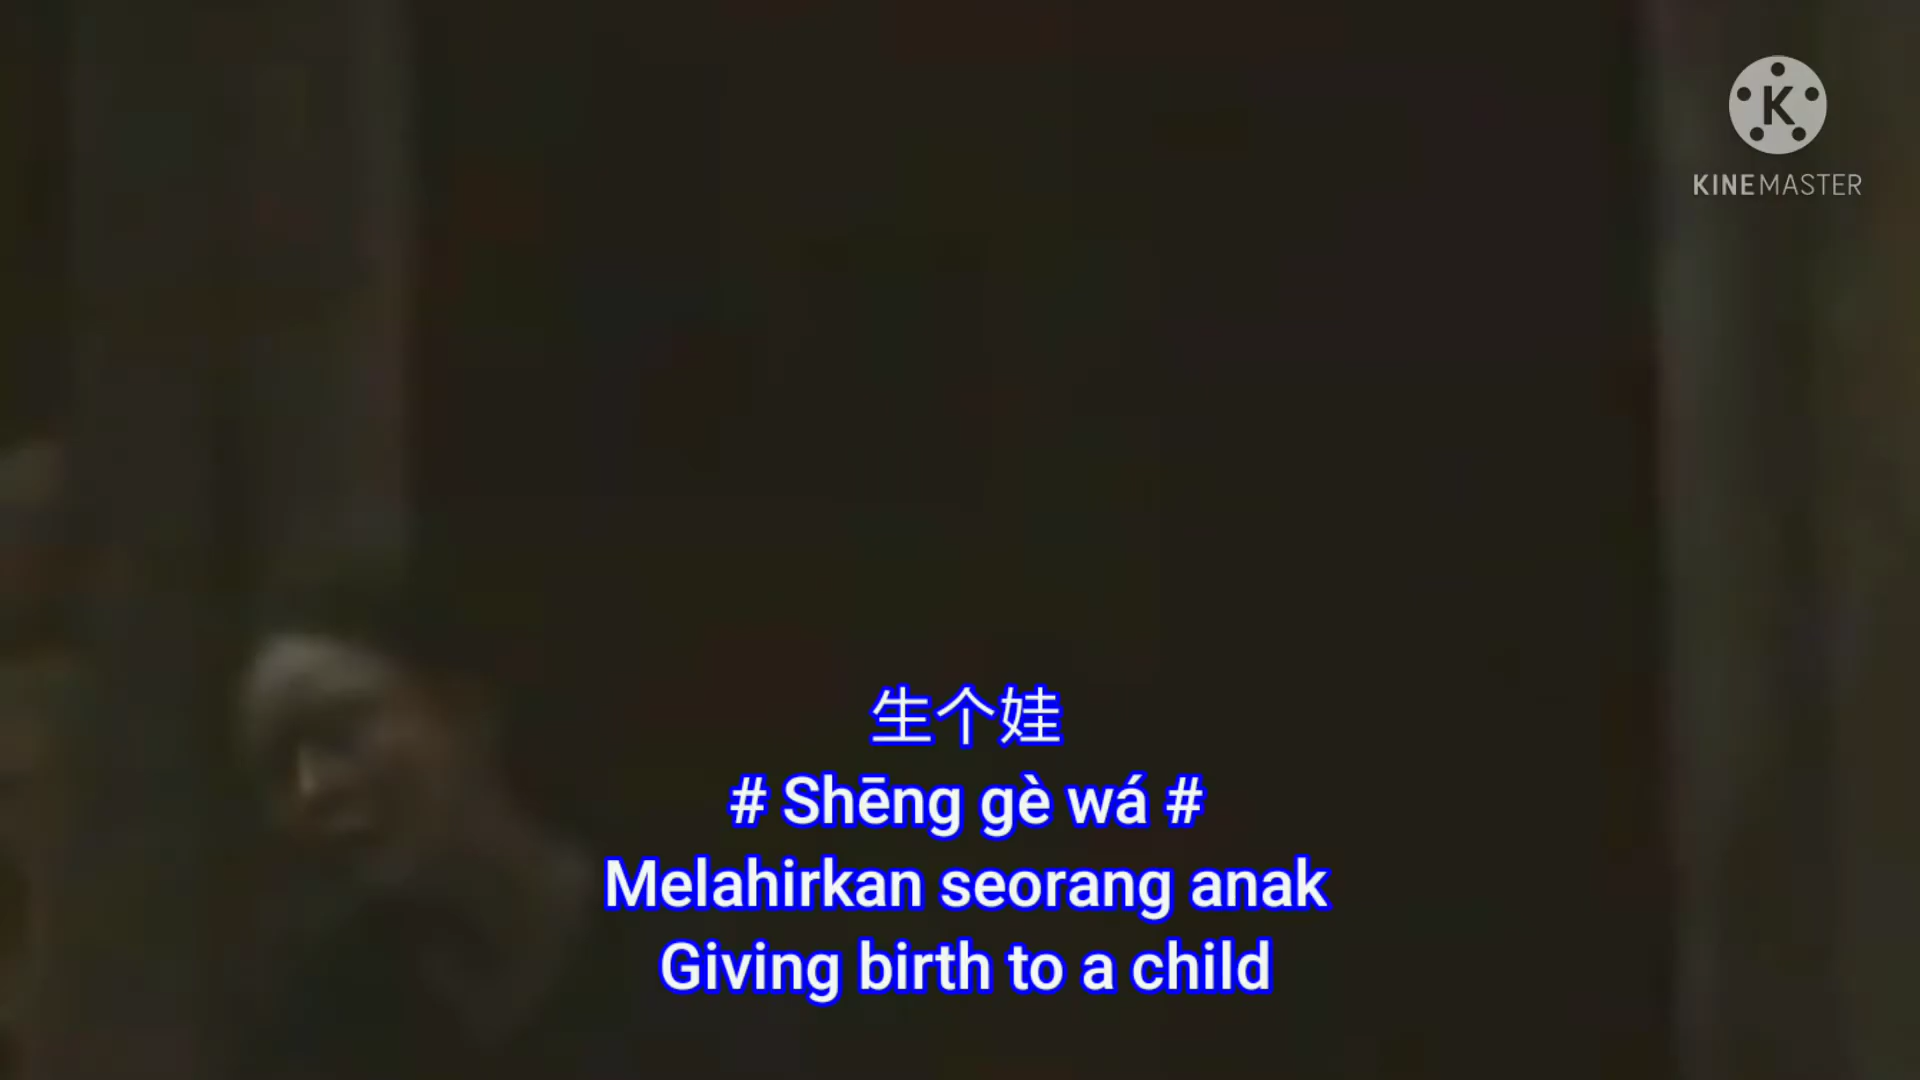 K
KINEMASTER
生个娃
# Shēng gè wá #
Melahirkan seorang anak
Giving birth to a child